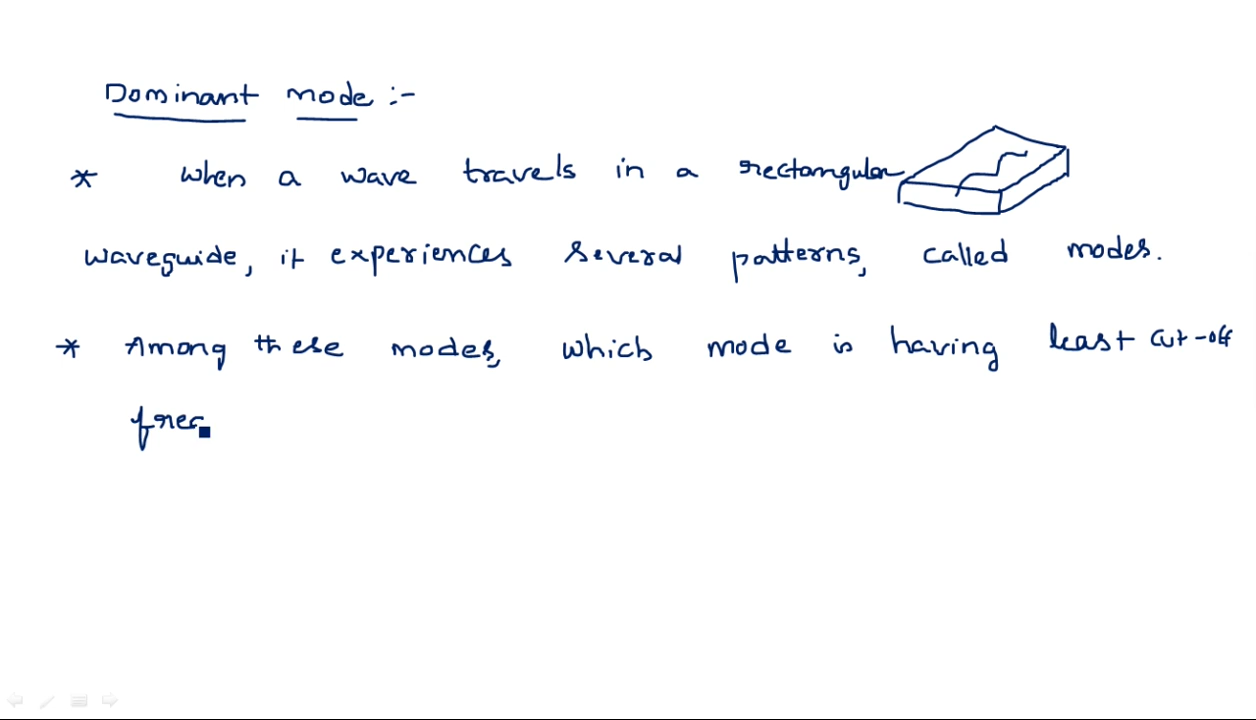 Dominant mode :-
* When a wave travels in a rectangular
waveguide, it experiences several patterns, called modes.
* Among these modes, which mode is having least cut-off
frec